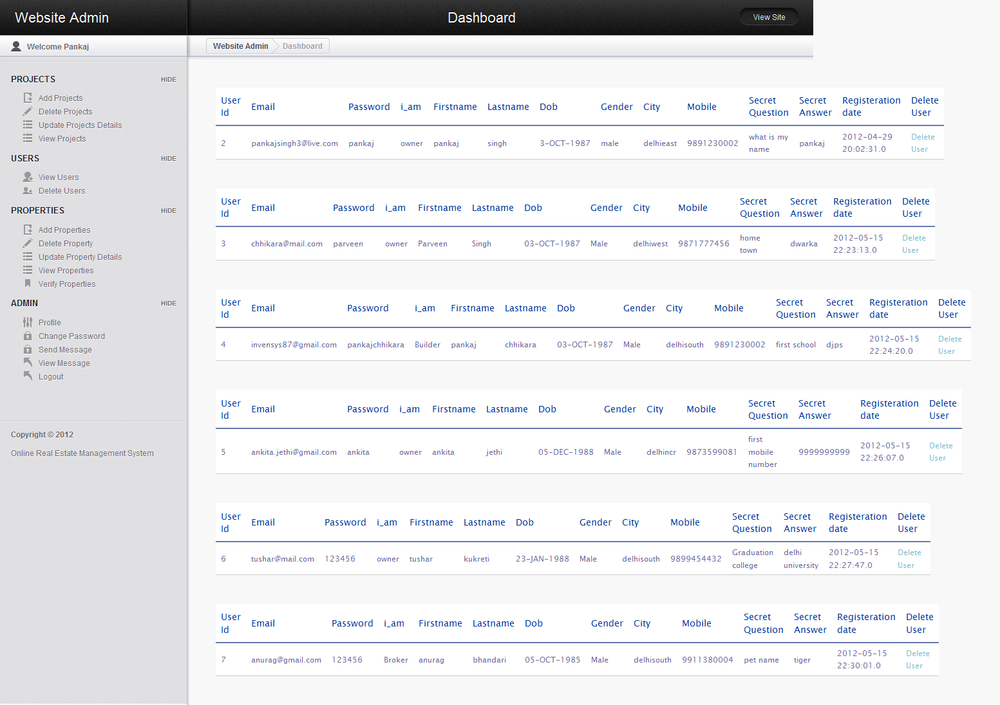 Website Admin
Dashboard
View Site
Welcome Pankaj
Website Admin Dashboard
PROJECTS HIDE
Add Projects
Delete Projects
Update Projects Details
View Projects
USERS HIDE
View Users
Delete Users
PROPERTIES HIDE
Add Properties
Delete Property
Update Property Details
View Properties
Verify Properties
ADMIN HIDE
Profile
Change Password
Send Message
View Message
Logout
Copyright © 2012
Online Real Estate Management System
User Id Email Password i_am Firstname Lastname Dob Gender City Mobile Secret Question Secret Answer Registeration date Delete User
2 pankajsingh3@live.com pankaj owner pankaj singh 3-OCT-1987 male delhieast 9891230002 what is my name pankaj 2012-04-29 20:02:31.0 Delete User
User Id Email Password i_am Firstname Lastname Dob Gender City Mobile Secret Question Secret Answer Registeration date Delete User
3 chhikara@mail.com parveen owner Parveen Singh 03-OCT-1987 Male delhiwest 9871777456 home town dwarka 2012-05-15 22:23:13.0 Delete User
User Id Email Password i_am Firstname Lastname Dob Gender City Mobile Secret Question Secret Answer Registeration date Delete User
4 invensys87@gmail.com pankajchhikara Builder pankaj chhikara 03-OCT-1987 Male delhisouth 9891230002 first school djps 2012-05-15 22:24:20.0 Delete User
User Id Email Password i_am Firstname Lastname Dob Gender City Mobile Secret Question Secret Answer Registeration date Delete User
5 ankita.jethi@gmail.com ankita owner ankita jethi 05-DEC-1988 Male delhincr 9873599081 first mobile number 9999999999 2012-05-15 22:26:07.0 Delete User
User Id Email Password i_am Firstname Lastname Dob Gender City Mobile Secret Question Secret Answer Registeration date Delete User
6 tushar@mail.com 123456 owner tushar kukreti 23-JAN-1988 Male delhisouth 9899454432 Graduation college delhi university 2012-05-15 22:27:47.0 Delete User
User Id Email Password i_am Firstname Lastname Dob Gender City Mobile Secret Question Secret Answer Registeration date Delete User
7 anurag@gmail.com 123456 Broker anurag bhandari 05-OCT-1985 Male delhisouth 9911380004 pet name tiger 2012-05-15 22:30:01.0 Delete User